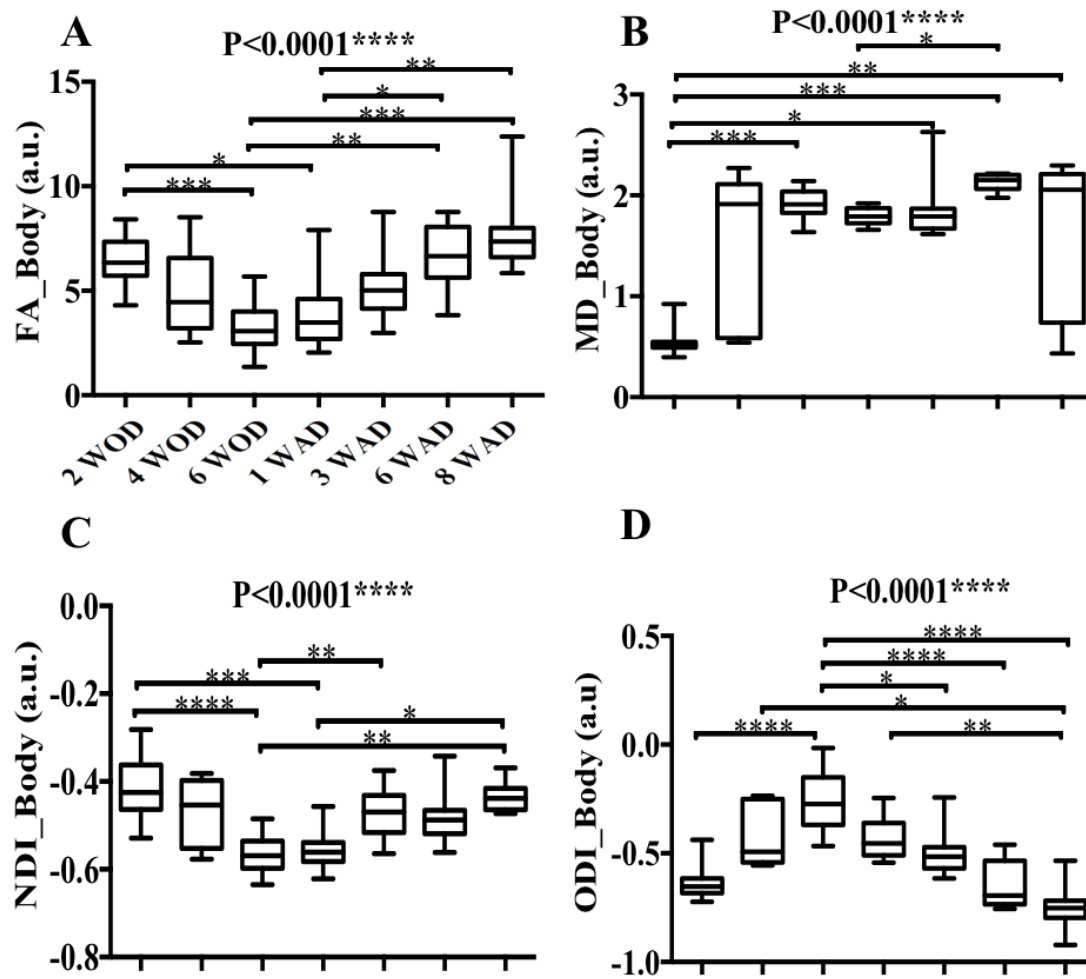 A
P<0.0001****
**
*
***
**
*
***
FA_Body (a.u.)
15
10
5
0
2 WOD
4 WOD
6 WOD
1 WAD
3 WAD
6 WAD
8 WAD
B
P<0.0001****
*
**
***
*
***
MD_Body (a.u.)
3
2
1
0
C
P<0.0001****
**
***
****
*
**
NDI_Body (a.u.)
0.0
-0.2
-0.4
-0.6
-0.8
D
P<0.0001****
****
****
*
*
****
**
ODI_Body (a.u)
0.5
0.0
-0.5
-1.0